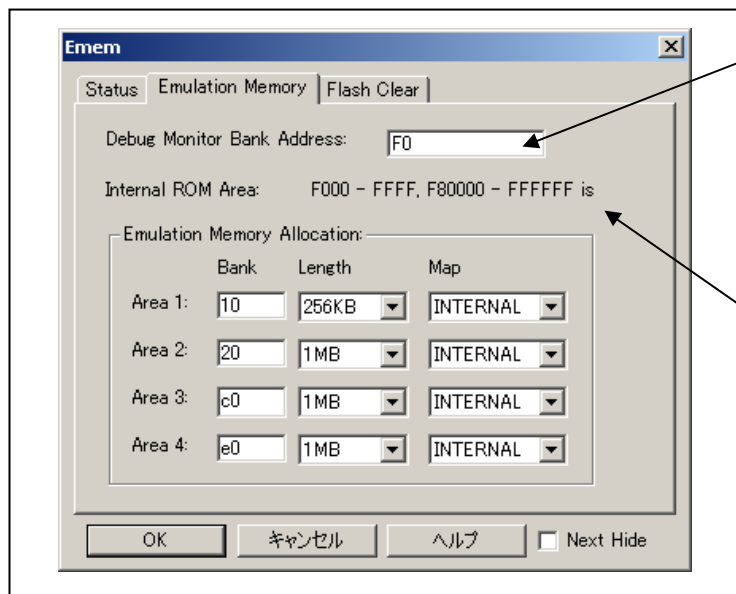 Emem
Status Emulation Memory Flash Clear
Debug Monitor Bank Address: F0
Internal ROM Area: F000 - FFFF, F80000 - FFFFFF is
Emulation Memory Allocation:
Bank Length Map
Area 1: 10 256KB INTERNAL
Area 2: 20 1MB INTERNAL
Area 3: c0 1MB INTERNAL
Area 4: e0 1MB INTERNAL
OK キャンセル ヘルプ Next Hide